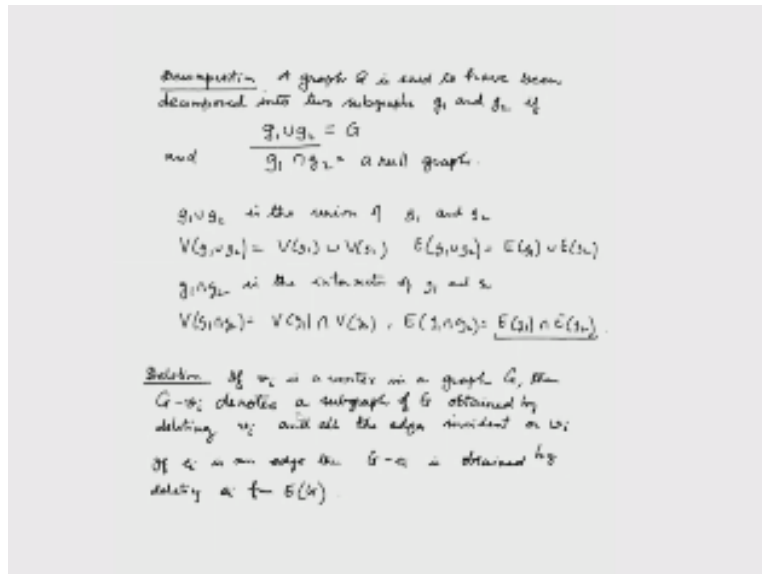 Decomposition A graph G is said to have been
decomposed into two subgraphs g₁ and g₂ if
g₁ ∪ g₂ = G
and g₁ ∩ g₂ = a null graph.
g₁ ∪ g₂ is the union of g₁ and g₂
V(g₁ ∪ g₂) = V(g₁) ∪ V(g₂) E(g₁ ∪ g₂) = E(g₁) ∪ E(g₂)
g₁ ∩ g₂ is the intersection of g₁ and g₂
V(g₁ ∩ g₂) = V(g₁) ∩ V(g₂), E(g₁ ∩ g₂) = E(g₁) ∩ E(g₂).
Deletion If vᵢ is a vertex in a graph G, then
G-vᵢ denotes a subgraph of G obtained by
deleting vᵢ and all the edges incident on vᵢ
If eᵢ is an edge then G-eᵢ is obtained by
deleting eᵢ from E(G).